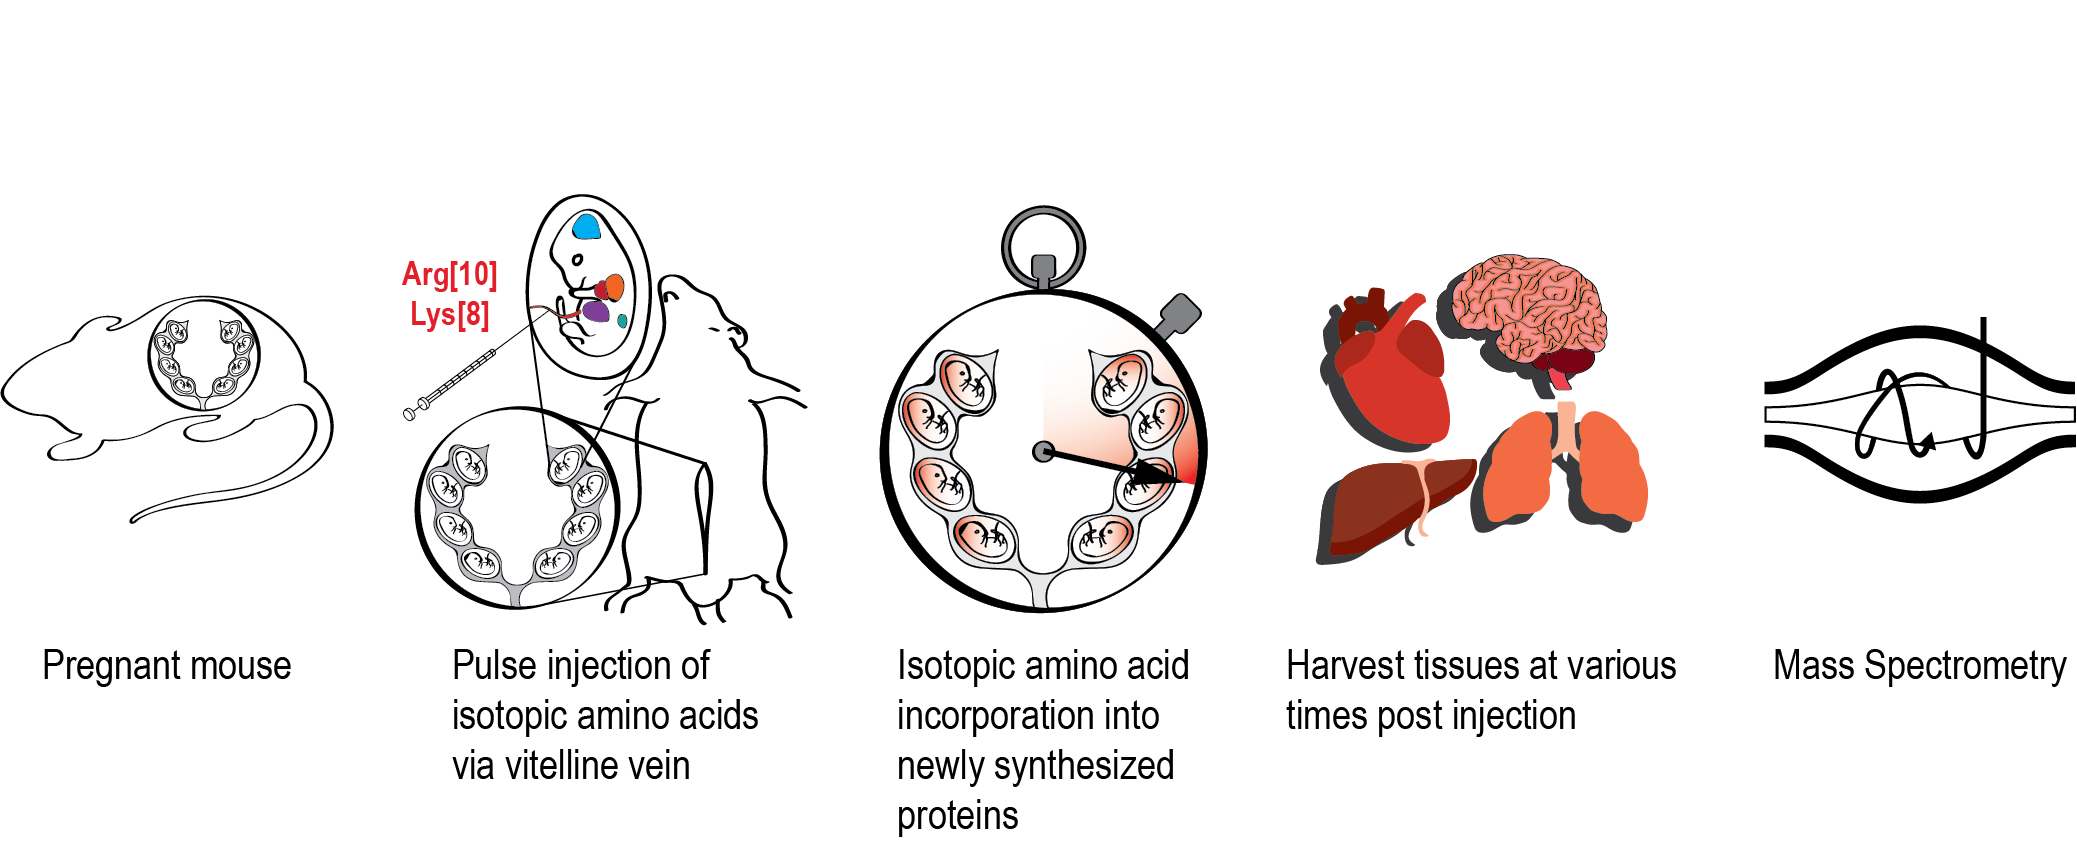 Arg[10]
Lys[8]
Pregnant mouse
Pulse injection of
isotopic amino acids
via vitelline vein
Isotopic amino acid
incorporation into
newly synthesized
proteins
Harvest tissues at various
times post injection
Mass Spectrometry